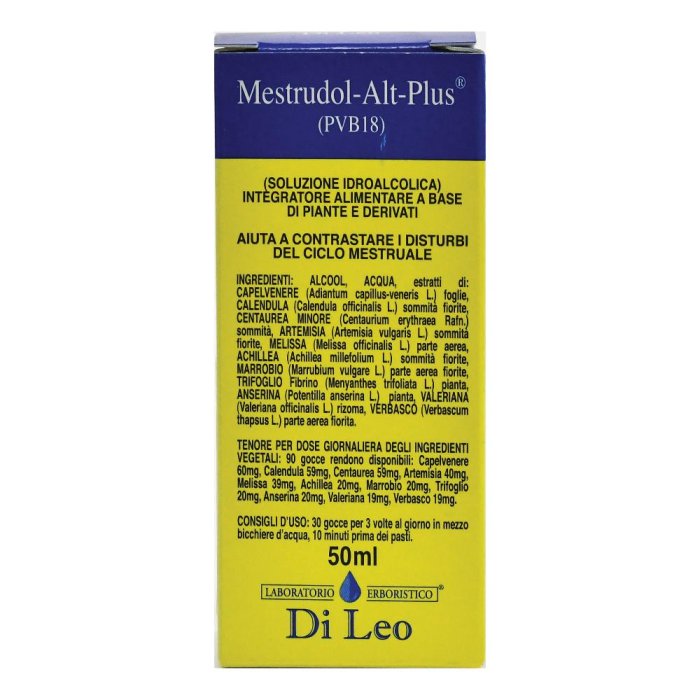 Mestrudol-Alt-Plus®
(PVB18)
(SOLUZIONE IDROALCOLICA)
INTEGRATORE ALIMENTARE A BASE
DI PIANTE E DERIVATI
AIUTA A CONTRASTARE I DISTURBI
DEL CICLO MESTRUALE
INGREDIENTI: ALCOOL, ACQUA, estratti di:
CAPELVENERE (Adiantum capillus-veneris L.) foglie,
CALENDULA (Calendula officinalis L.) sommità fiorite,
CENTAUREA MINORE (Centaurium erythraea Rafn.)
sommità, ARTEMISIA (Artemisia vulgaris L.) sommità
fiorite, MELISSA (Melissa officinalis L.) parte aerea,
ACHILLEA (Achillea millefolium L.) sommità fiorite,
MARROBIO (Marrubium vulgare L.) parte aerea fiorite,
TRIFOGLIO Fibrino (Menyanthes trifoliata L.) pianta,
ANSERINA (Potentilla anserina L.) pianta, VALERIANA
(Valeriana officinalis L.) rizoma, VERBASCO (Verbascum
thapsus L.) parte aerea fiorita.
TENORE PER DOSE GIORNALIERA DEGLI INGREDIENTI
VEGETALI: 90 gocce rendono disponibili: Capelvenere
60mg, Calendula 59mg, Centaurea 59mg, Artemisia 40mg,
Melissa 39mg, Achillea 20mg, Marrobio 20mg, Trifoglio
20mg, Anserina 20mg, Valeriana 19mg, Verbasco 19mg.
CONSIGLI D'USO: 30 gocce per 3 volte al giorno in mezzo
bicchiere d'acqua, 10 minuti prima dei pasti.
50ml
LABORATORIO ERBORISTICO®
Di Leo